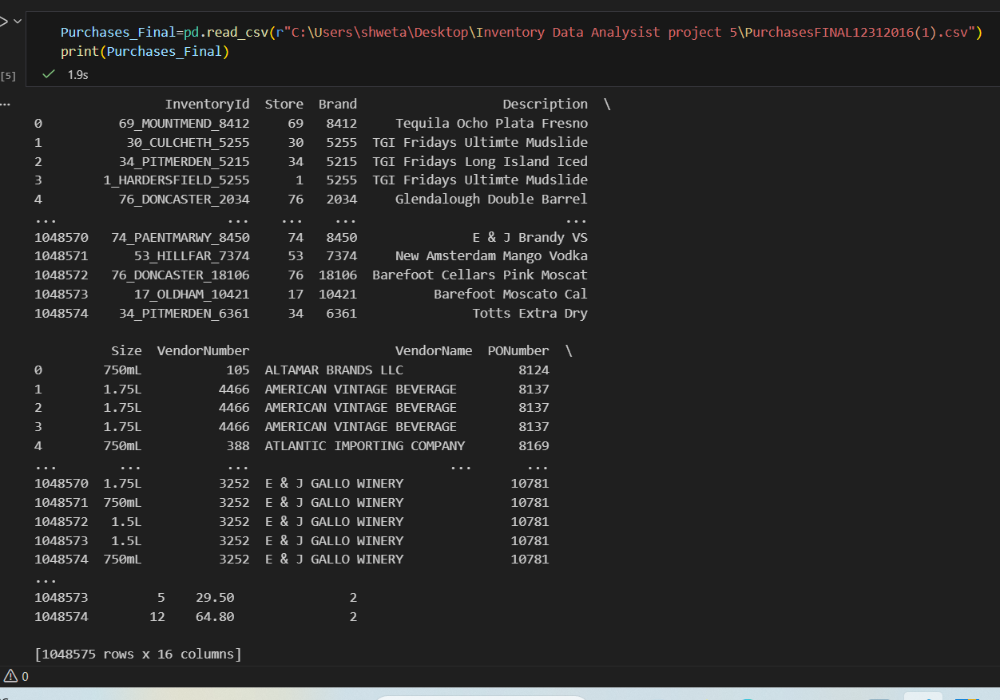 Purchases_Final=pd.read_csv(r"C:\Users\shweta\Desktop\Inventory Data Analysist project 5\PurchasesFINAL12312016(1).csv")
print(Purchases_Final)
[5]
1.9s
...
InventoryId Store Brand Description \
0 69_MOUNTMEND_8412 69 8412 Tequila Ocho Plata Fresno
1 30_CULCHETH_5255 30 5255 TGI Fridays Ultimte Mudslide
2 34_PITMERDEN_5215 34 5215 TGI Fridays Long Island Iced
3 1_HARDERSFIELD_5255 1 5255 TGI Fridays Ultimte Mudslide
4 76_DONCASTER_2034 76 2034 Glendalough Double Barrel
... ... ... ... ...
1048570 74_PAENTMARWY_8450 74 8450 E & J Brandy VS
1048571 53_HILLFAR_7374 53 7374 New Amsterdam Mango Vodka
1048572 76_DONCASTER_18106 76 18106 Barefoot Cellars Pink Moscat
1048573 17_OLDHAM_10421 17 10421 Barefoot Moscato Cal
1048574 34_PITMERDEN_6361 34 6361 Totts Extra Dry
Size VendorNumber VendorName PONumber \
0 750mL 105 ALTAMAR BRANDS LLC 8124
1 1.75L 4466 AMERICAN VINTAGE BEVERAGE 8137
2 1.75L 4466 AMERICAN VINTAGE BEVERAGE 8137
3 1.75L 4466 AMERICAN VINTAGE BEVERAGE 8137
4 750mL 388 ATLANTIC IMPORTING COMPANY 8169
... ... ... ... ...
1048570 1.75L 3252 E & J GALLO WINERY 10781
1048571 750mL 3252 E & J GALLO WINERY 10781
1048572 1.5L 3252 E & J GALLO WINERY 10781
1048573 1.5L 3252 E & J GALLO WINERY 10781
1048574 750mL 3252 E & J GALLO WINERY 10781
...
1048573 5 29.50 2
1048574 12 64.80 2
[1048575 rows x 16 columns]
0